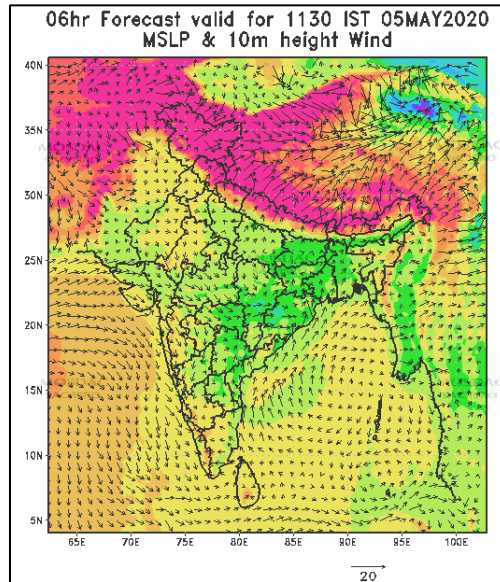 06hr Forecast valid for 1130 IST 05MAY2020
MSLP & 10m height Wind
40N
35N
30N
25N
20N
15N
10N
5N
65E 70E 75E 80E 85E 90E 95E 100E
20